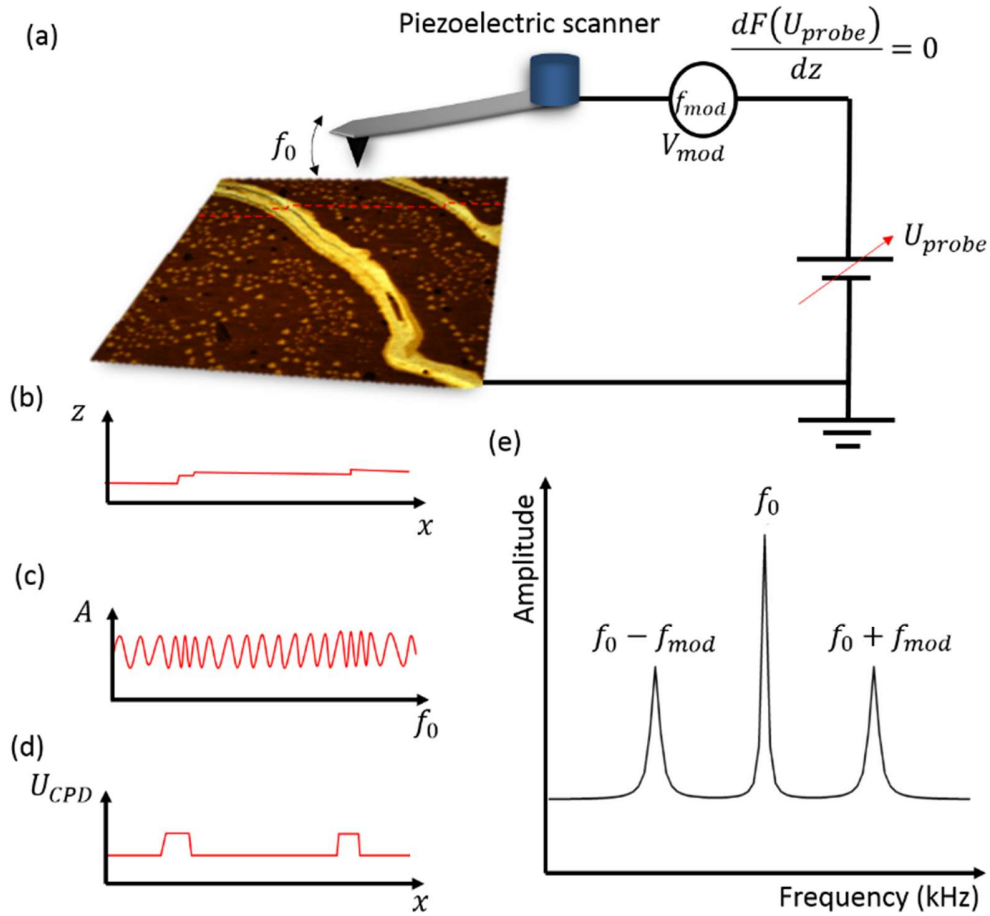 (a)
Piezoelectric scanner
dF(U_probe)/dz = 0
f_mod
V_mod
f_0
U_probe
(b)
z
x
(c)
A
f_0
(d)
U_CPD
x
(e)
Amplitude
f_0
f_0 − f_mod
f_0 + f_mod
Frequency (kHz)